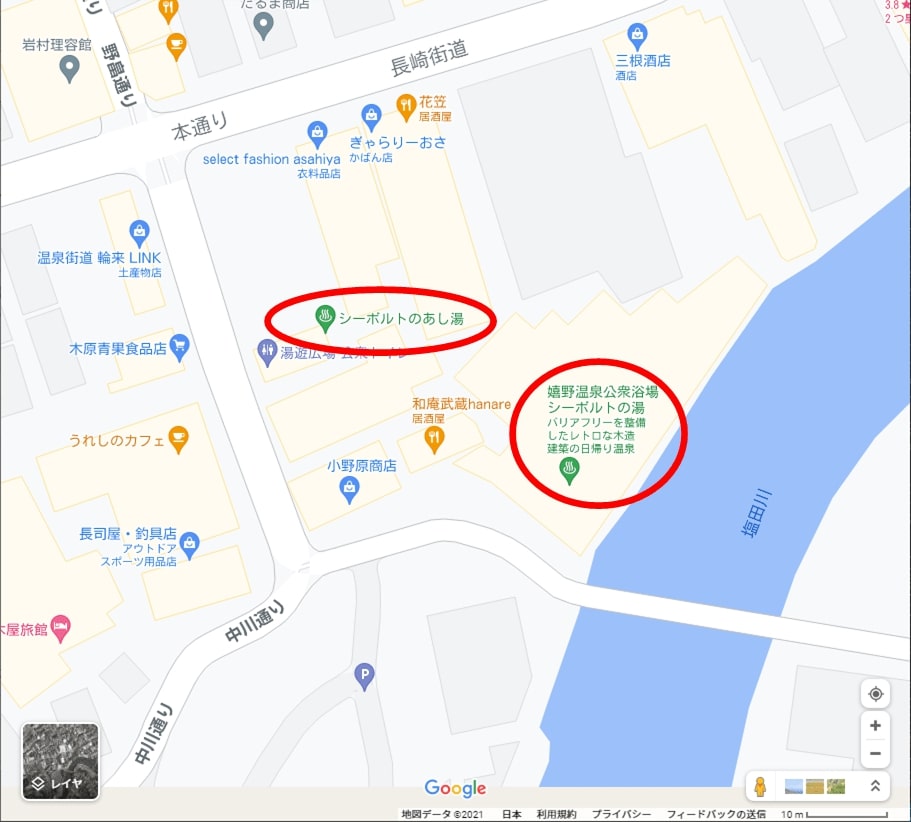 だるま商店
3.8★
岩村理容館
野畠通り
長崎街道
三根酒店
酒店
花笠
居酒屋
本通り
ぎゃらりーおさ
かばん店
select fashion asahiya
衣料品店
温泉街道 輪来 LINK
土産物店
シーボルトのあし湯
木原青果食品店
湯遊広場 公衆トイレ
嬉野温泉公衆浴場
シーボルトの湯
バリアフリーを整備
したレトロな木造
建築の日帰り温泉
和庵武蔵hanare
居酒屋
うれしのカフェ
小野原商店
塩田川
長司屋・釣具店
アウトドア
スポーツ用品店
中川通り
木屋旅館
P
中川通り
レイヤ
Google
地図データ ©2021 日本 利用規約 プライバシー フィードバックの送信 10 m